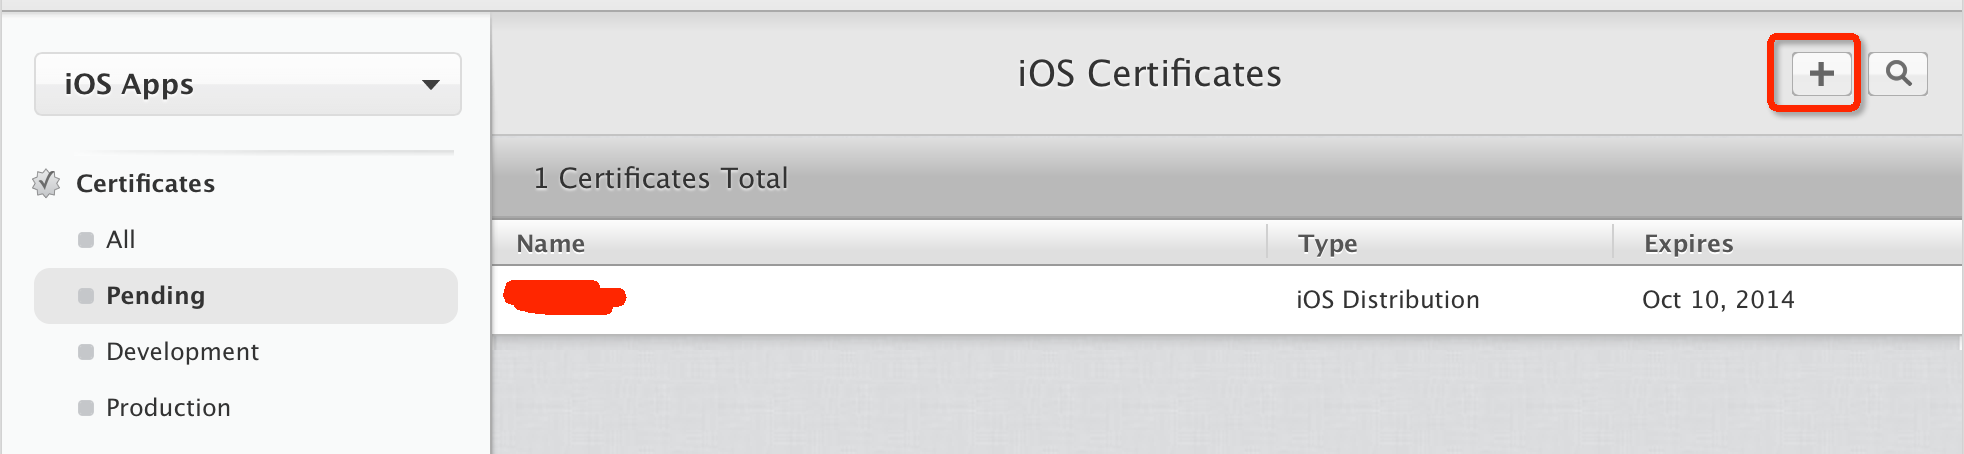 iOS Apps
Certificates
All
Pending
Development
Production
iOS Certificates
1 Certificates Total
Name Type Expires
iOS Distribution Oct 10, 2014